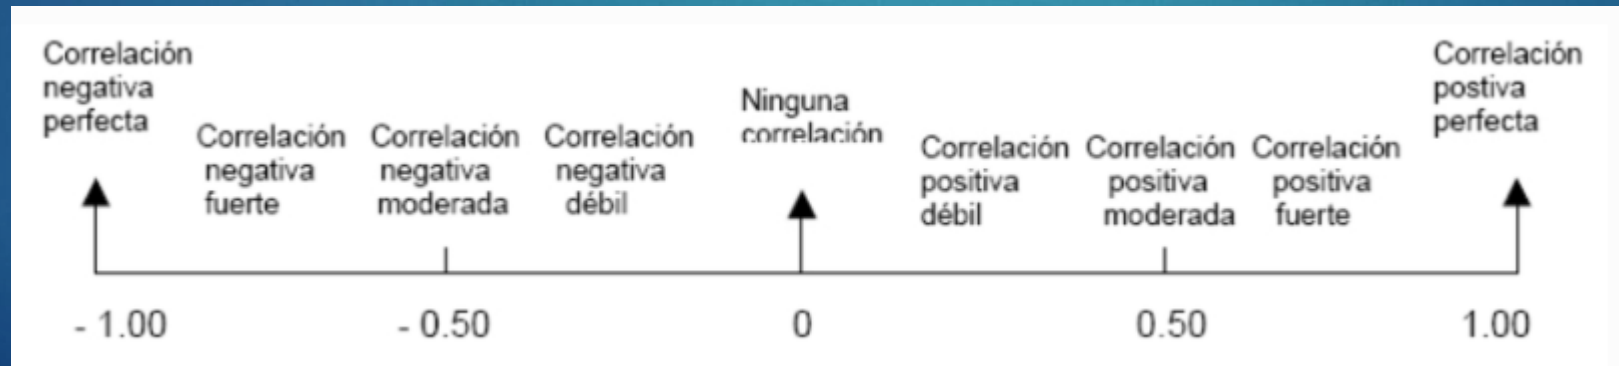 Correlación
negativa
perfecta
Correlación
negativa
fuerte
Correlación
negativa
moderada
Correlación
negativa
débil
Ninguna
correlación
Correlación
positiva
débil
Correlación
positiva
moderada
Correlación
positiva
fuerte
Correlación
postiva
perfecta
- 1.00
- 0.50
0
0.50
1.00